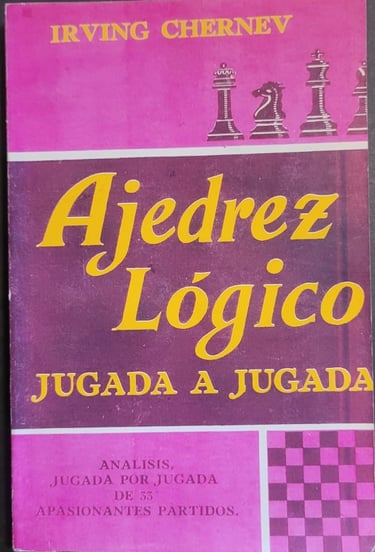 IRVING CHERNEV
Ajedrez
Lógico
JUGADA A JUGADA
ANALISIS,
JUGADA POR JUGADA
DE 33
APASIONANTES PARTIDOS.